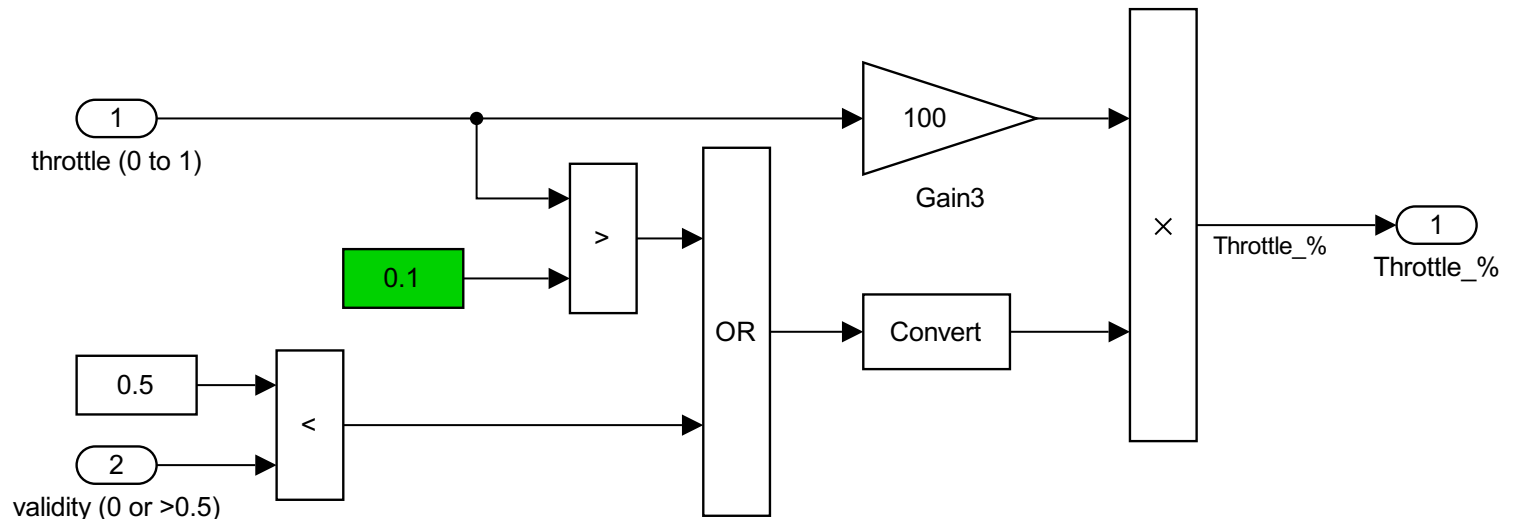 1
throttle (0 to 1)
100
Gain3
>
0.1
OR
×
Throttle_%
1
Throttle_%
Convert
0.5
<
2
validity (0 or >0.5)